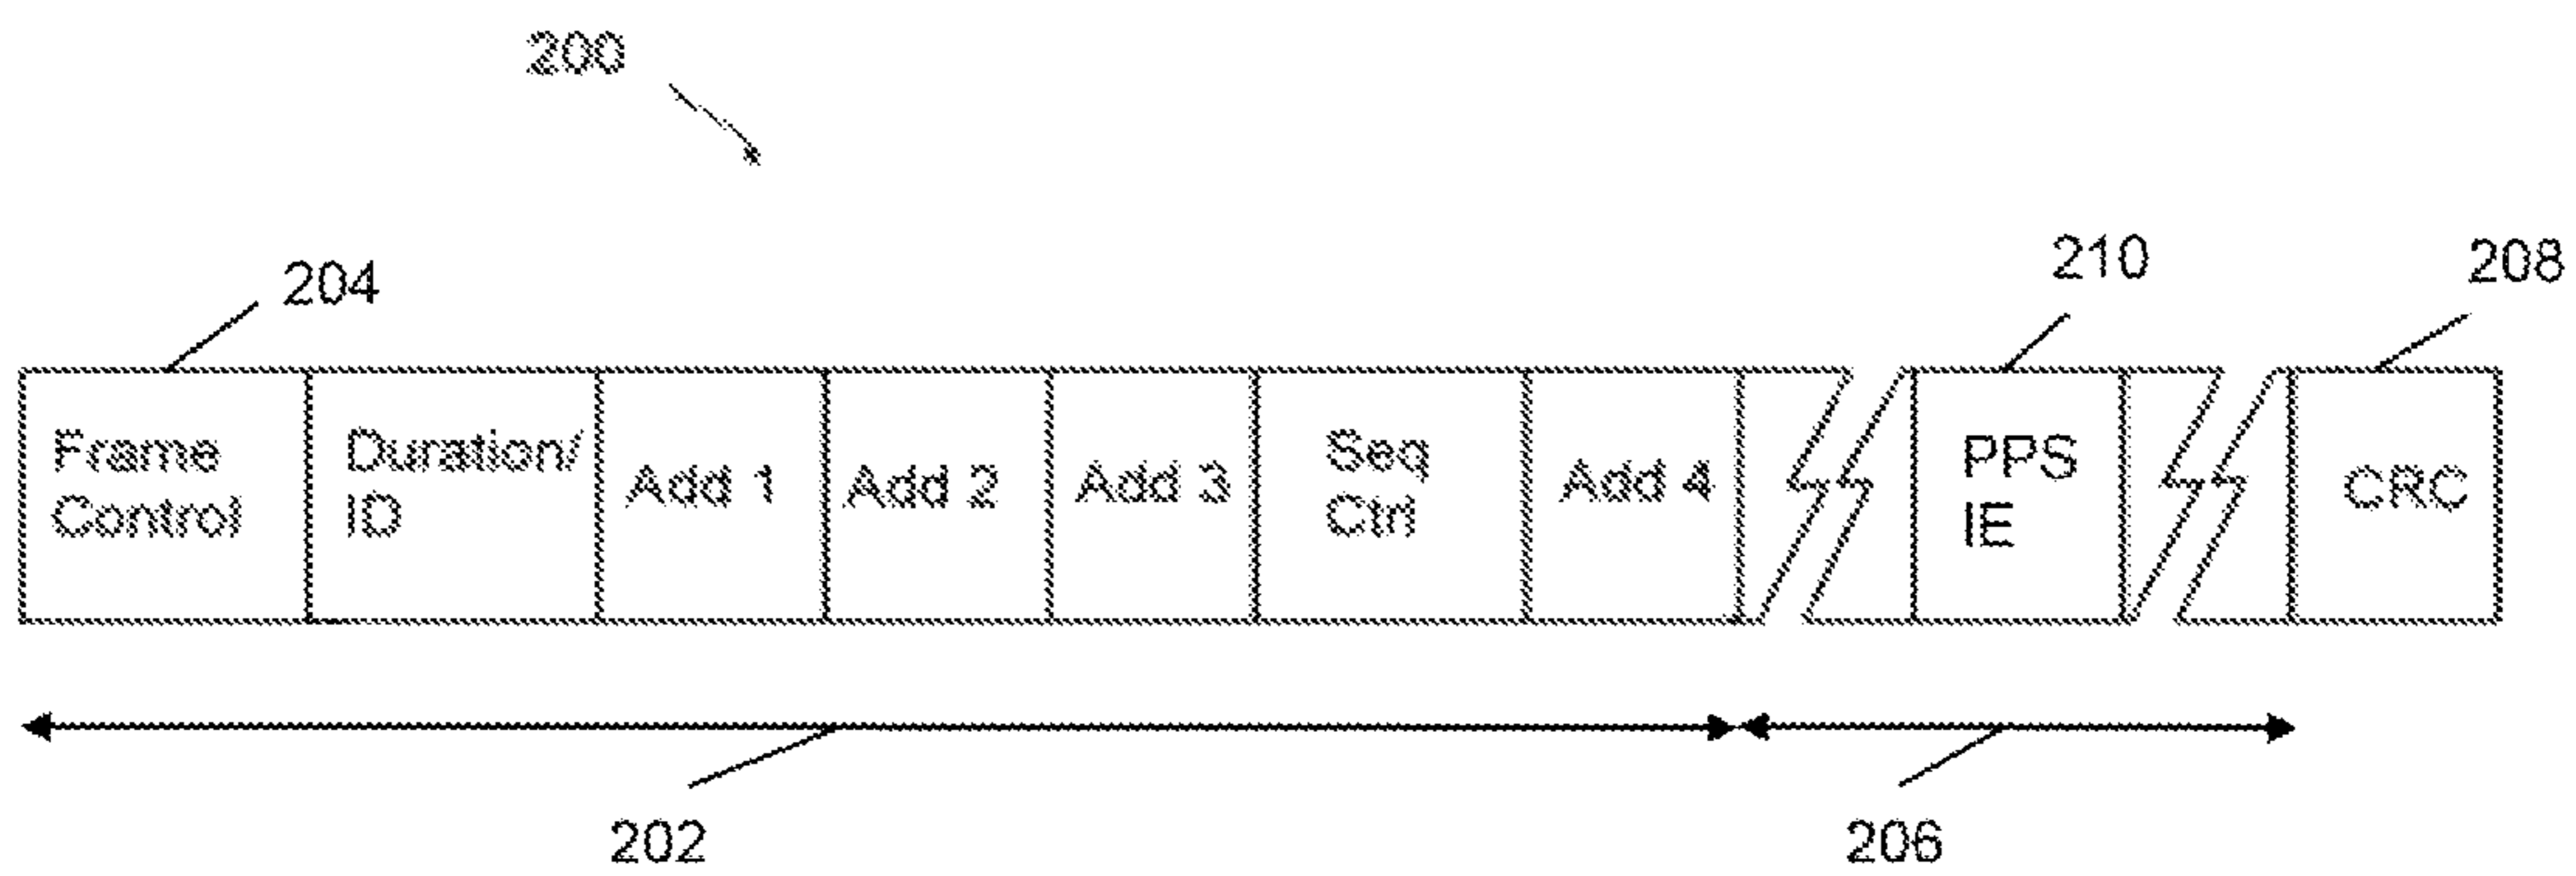 200
204
210
208
Frame
Control
Duration/
ID
Add 1
Add 2
Add 3
Seq
Ctrl
Add 4
PPS
IE
CRC
202
206